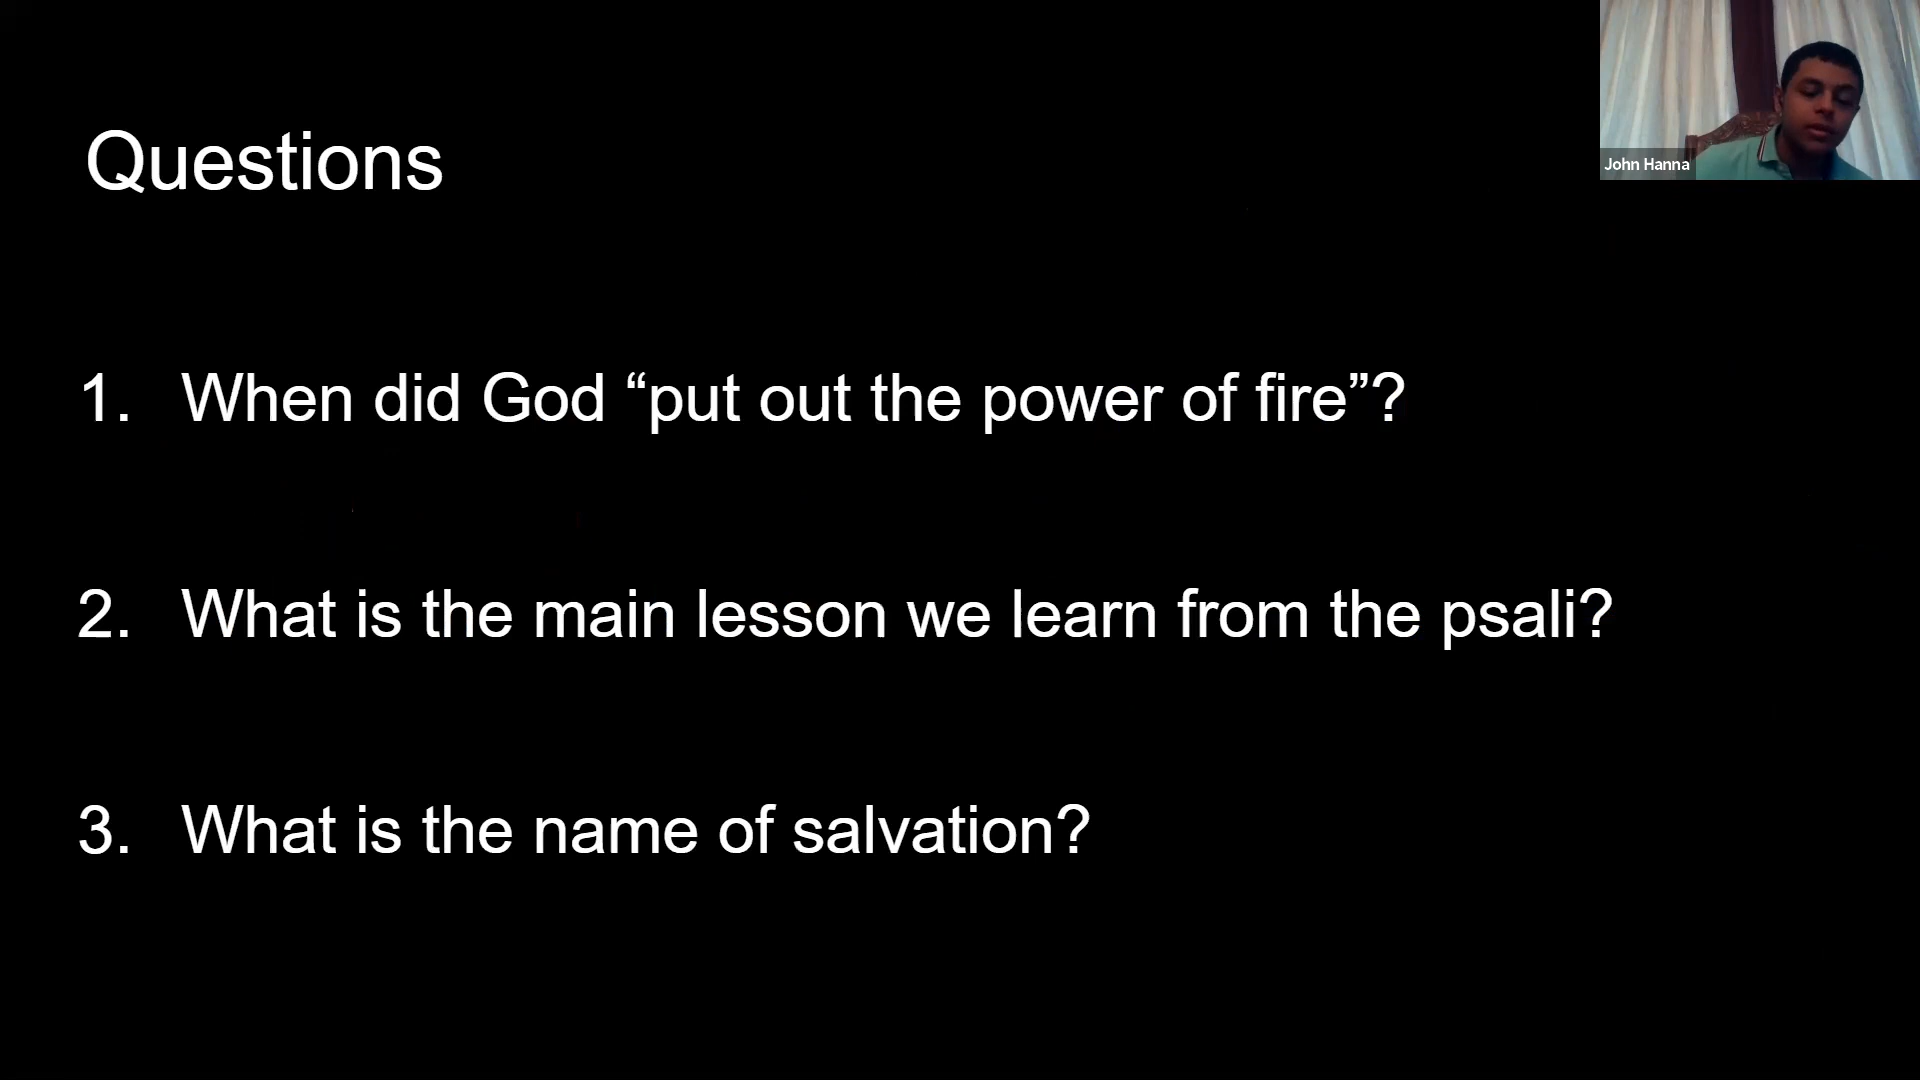 Questions
John Hanna
1. When did God “put out the power of fire”?
2. What is the main lesson we learn from the psali?
3. What is the name of salvation?